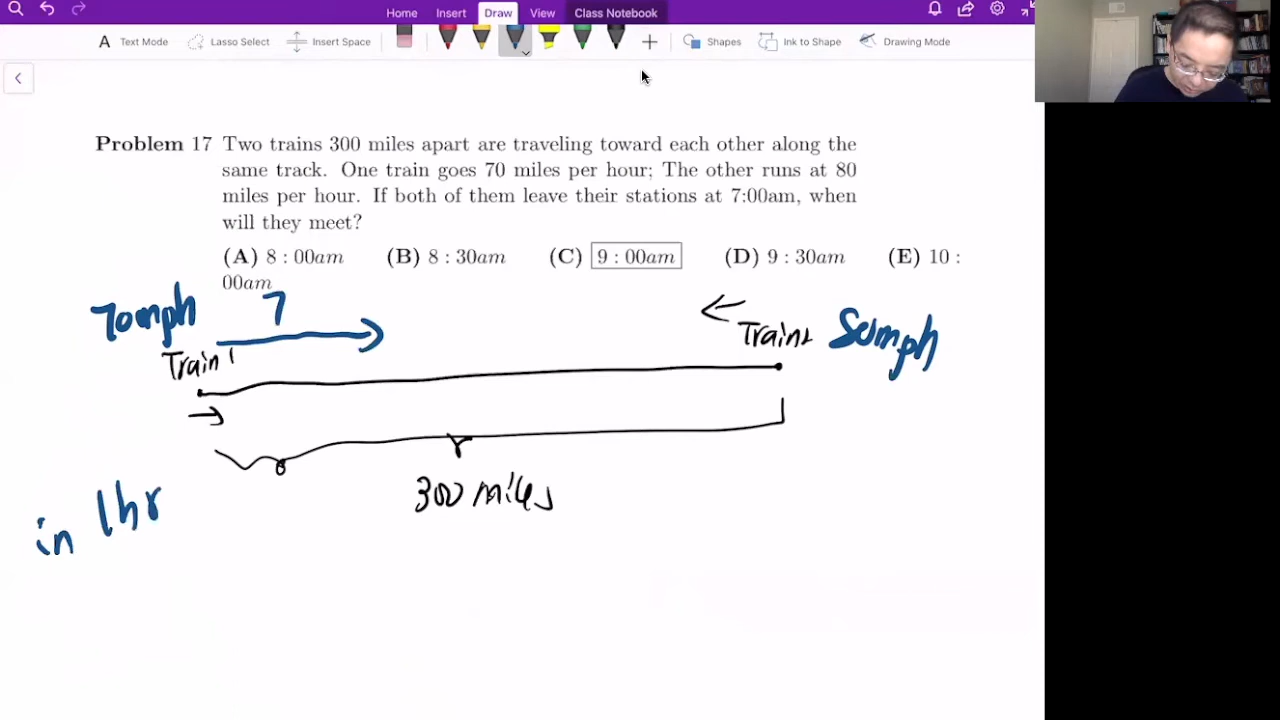 Home Insert Draw View Class Notebook
Text Mode Lasso Select Insert Space Shapes Ink to Shape Drawing Mode
Problem 17 Two trains 300 miles apart are traveling toward each other along the
same track. One train goes 70 miles per hour; The other runs at 80
miles per hour. If both of them leave their stations at 7:00am, when
will they meet?
(A) 8 : 00am (B) 8 : 30am (C) 9 : 00am (D) 9 : 30am (E) 10 :
00am
70mph 7
Train 1 Train 2 80mph
300 miles
in 1hr